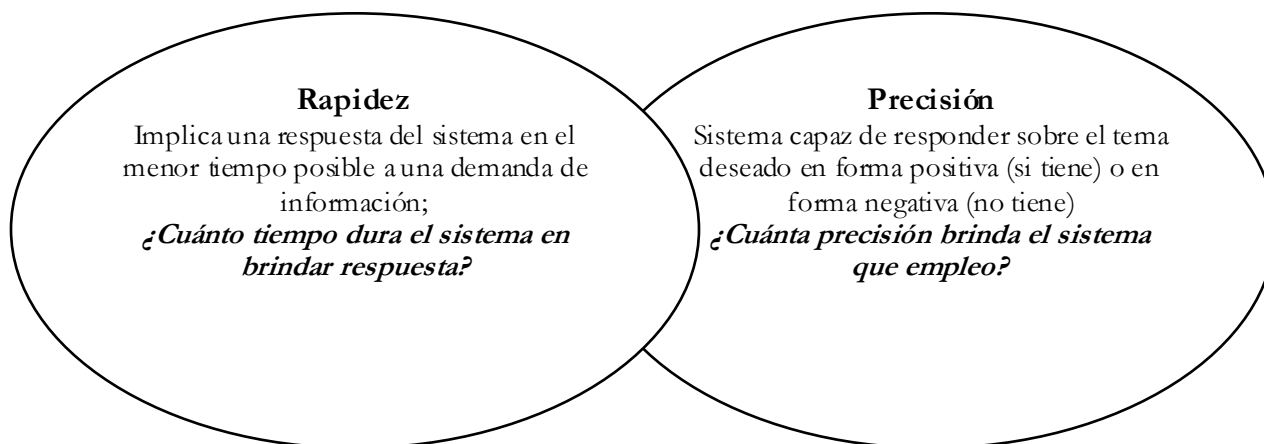 Rapidez
Implica una respuesta del sistema en el
menor tiempo posible a una demanda de
información;
¿Cuánto tiempo dura el sistema en
brindar respuesta?
Precisión
Sistema capaz de responder sobre el tema
deseado en forma positiva (si tiene) o en
forma negativa (no tiene)
¿Cuánta precisión brinda el sistema
que empleo?